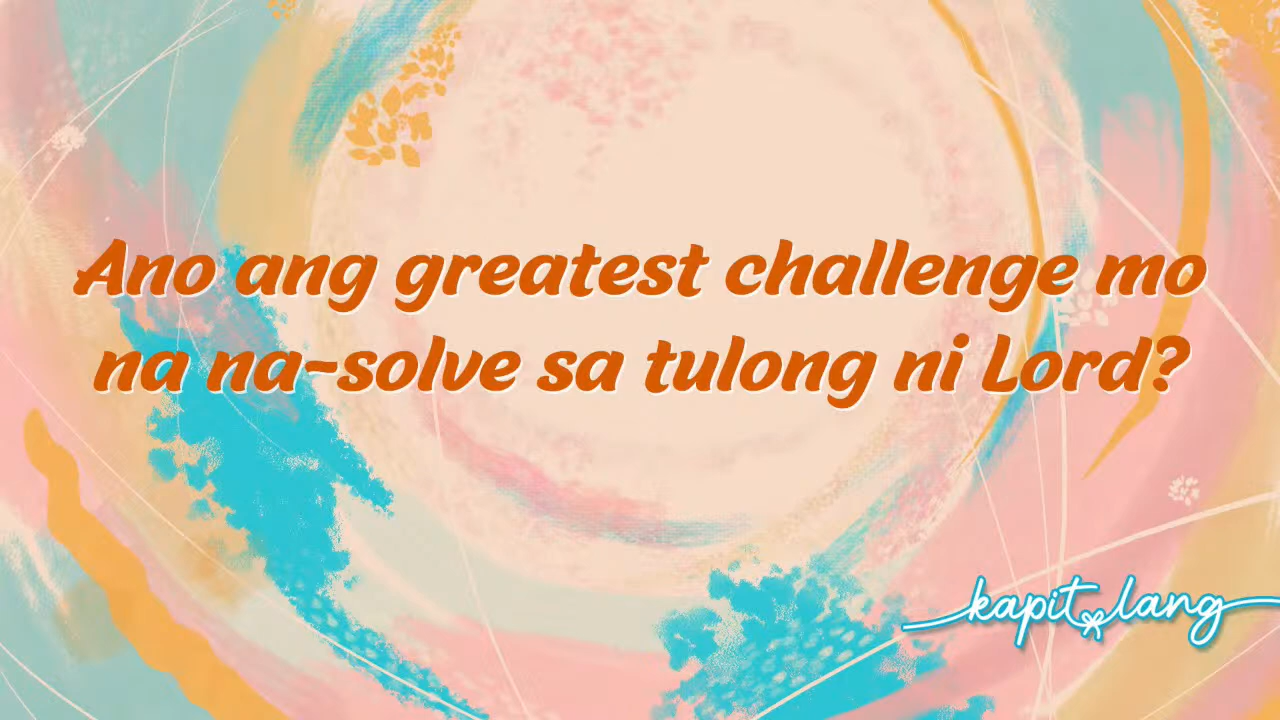 Ano ang greatest challenge mo
na na-solve sa tulong ni Lord?
kapit lang